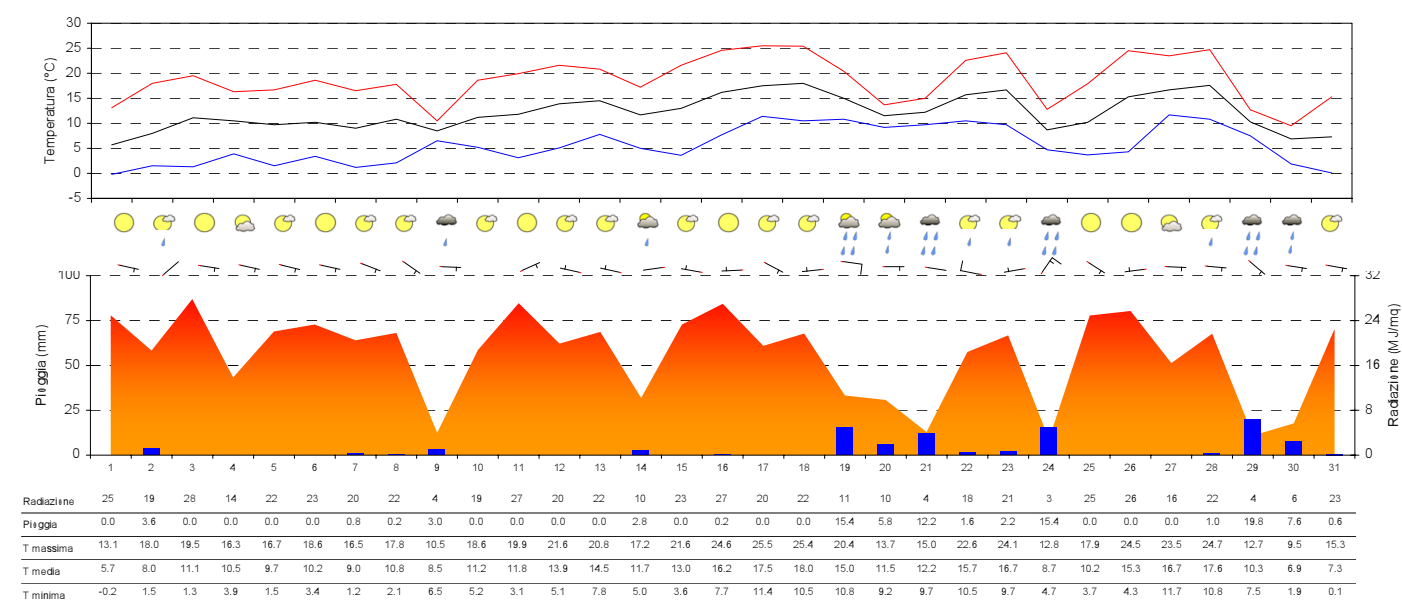 30
25
20
15
10
5
0
-5
Temperatura (°C)
100
75
50
25
0
Pioggia (mm)
32
24
16
8
0
Radiazione (MJ/mq)
1 2 3 4 5 6 7 8 9 10 11 12 13 14 15 16 17 18 19 20 21 22 23 24 25 26 27 28 29 30 31
Radiazione 25 19 28 14 22 23 20 22 4 19 27 20 22 10 23 27 20 22 11 10 4 18 21 3 25 26 16 22 4 6 23
Pioggia 0.0 3.6 0.0 0.0 0.0 0.0 0.8 0.2 3.0 0.0 0.0 0.0 0.0 2.8 0.0 0.2 0.0 0.0 15.4 5.8 12.2 1.6 2.2 15.4 0.0 0.0 0.0 1.0 19.8 7.6 0.6
T massima 13.1 18.0 19.5 16.3 16.7 18.6 16.5 17.8 10.5 18.6 19.9 21.6 20.8 17.2 21.6 24.6 25.5 25.4 20.4 13.7 15.0 22.6 24.1 12.8 17.9 24.5 23.5 24.7 12.7 9.5 15.3
T media 5.7 8.0 11.1 10.5 9.7 10.2 9.0 10.8 8.5 11.2 11.8 13.9 14.5 11.7 13.0 16.2 17.5 18.0 15.0 11.5 12.2 15.7 16.7 8.7 10.2 15.3 16.7 17.6 10.3 6.9 7.3
T minima -0.2 1.5 1.3 3.9 1.5 3.4 1.2 2.1 6.5 5.2 3.1 5.1 7.8 5.0 3.6 7.7 11.4 10.5 10.8 9.2 9.7 10.5 9.7 4.7 3.7 4.3 11.7 10.8 7.5 1.9 0.1